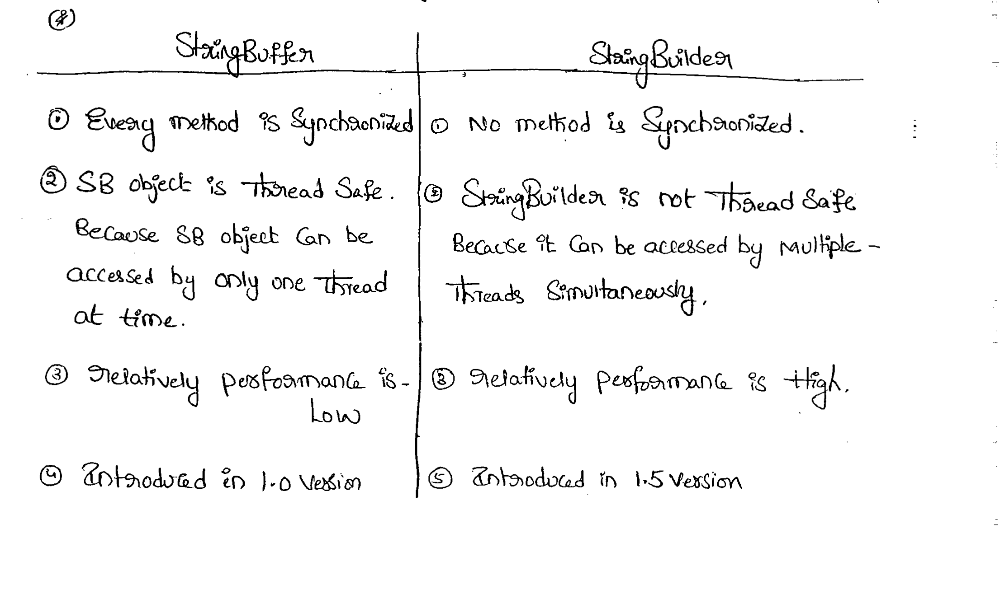 StringBuffer
StringBuilder
① Every method is Synchronized
② SB object is Thread Safe.
Because SB object Can be
accessed by only one thread
at time.
③ relatively performance is -
Low
④ Introduced in 1.0 Version
① No method is Synchronized.
② StringBuilder is not Thread Safe
Because it Can be accessed by Multiple -
Threads Simultaneously.
③ relatively performance is High.
⑤ Introduced in 1.5 Version